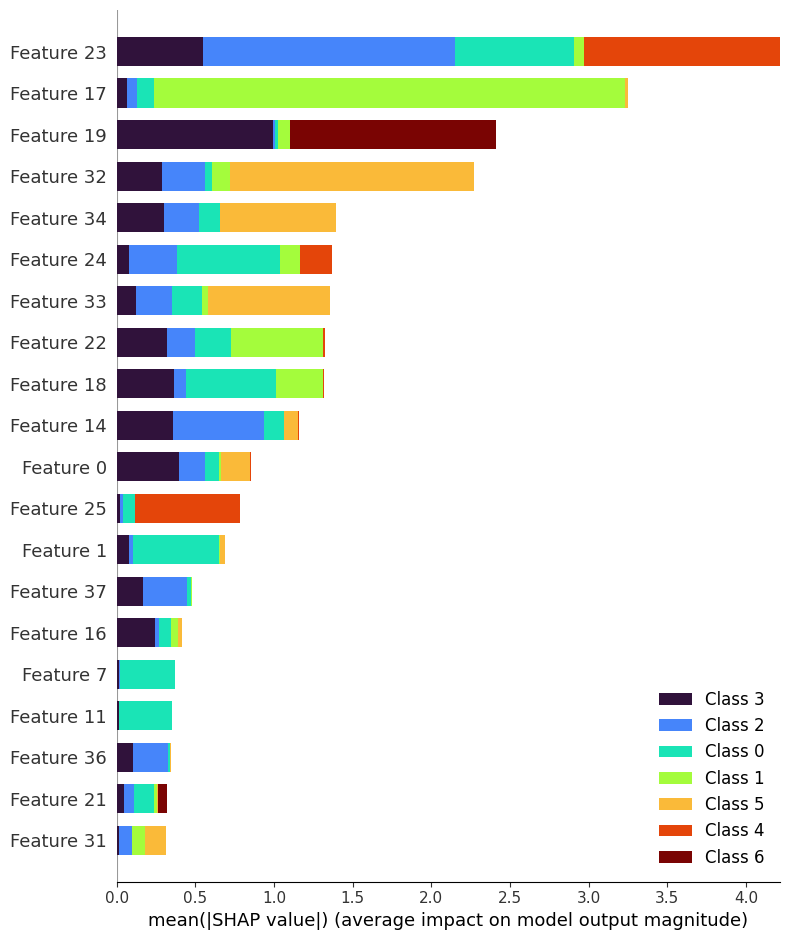 Feature 23
Feature 17
Feature 19
Feature 32
Feature 34
Feature 24
Feature 33
Feature 22
Feature 18
Feature 14
Feature 0
Feature 25
Feature 1
Feature 37
Feature 16
Feature 7
Feature 11
Feature 36
Feature 21
Feature 31
Class 3
Class 2
Class 0
Class 1
Class 5
Class 4
Class 6
0.0 0.5 1.0 1.5 2.0 2.5 3.0 3.5 4.0
mean(|SHAP value|) (average impact on model output magnitude)